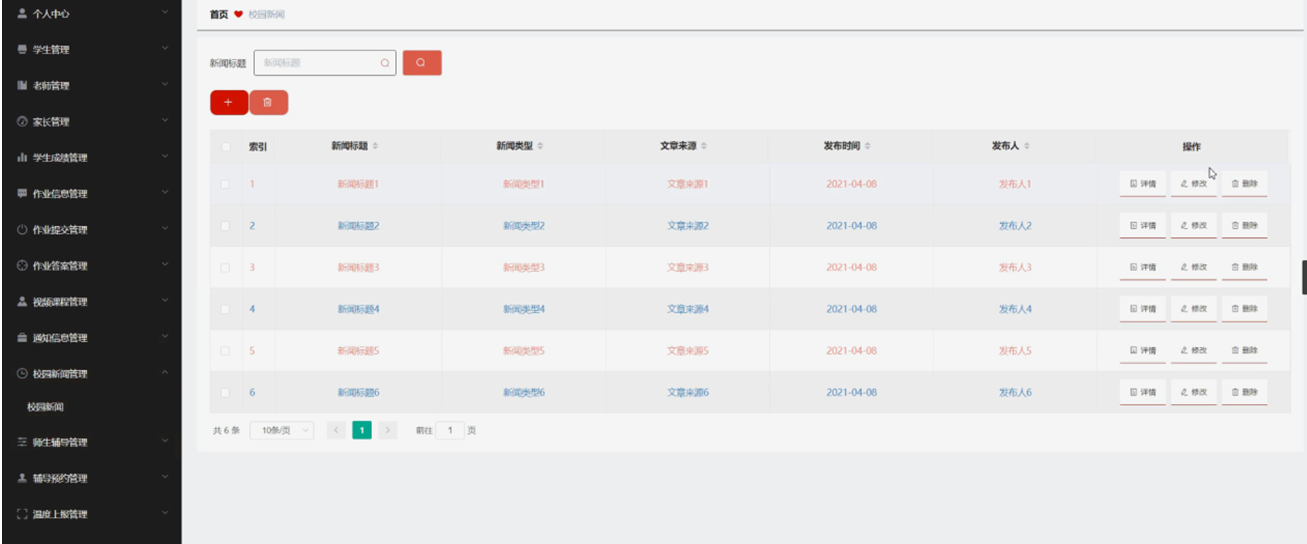 个人中心
学生管理
老师管理
家长管理
学生成绩管理
作业信息管理
作业提交管理
作业答案管理
视频课程管理
通知信息管理
校园新闻管理
校园新闻
师生辅导管理
辅导预约管理
温度上报管理
首页 校园新闻
新闻标题 新闻标题
索引 新闻标题 新闻类型 文章来源 发布时间 发布人 操作
1 新闻标题1 新闻类型1 文章来源1 2021-04-08 发布人1 详情 修改 删除
2 新闻标题2 新闻类型2 文章来源2 2021-04-08 发布人2 详情 修改 删除
3 新闻标题3 新闻类型3 文章来源3 2021-04-08 发布人3 详情 修改 删除
4 新闻标题4 新闻类型4 文章来源4 2021-04-08 发布人4 详情 修改 删除
5 新闻标题5 新闻类型5 文章来源5 2021-04-08 发布人5 详情 修改 删除
6 新闻标题6 新闻类型6 文章来源6 2021-04-08 发布人6 详情 修改 删除
共 6 条 10条/页 1 前往 1 页